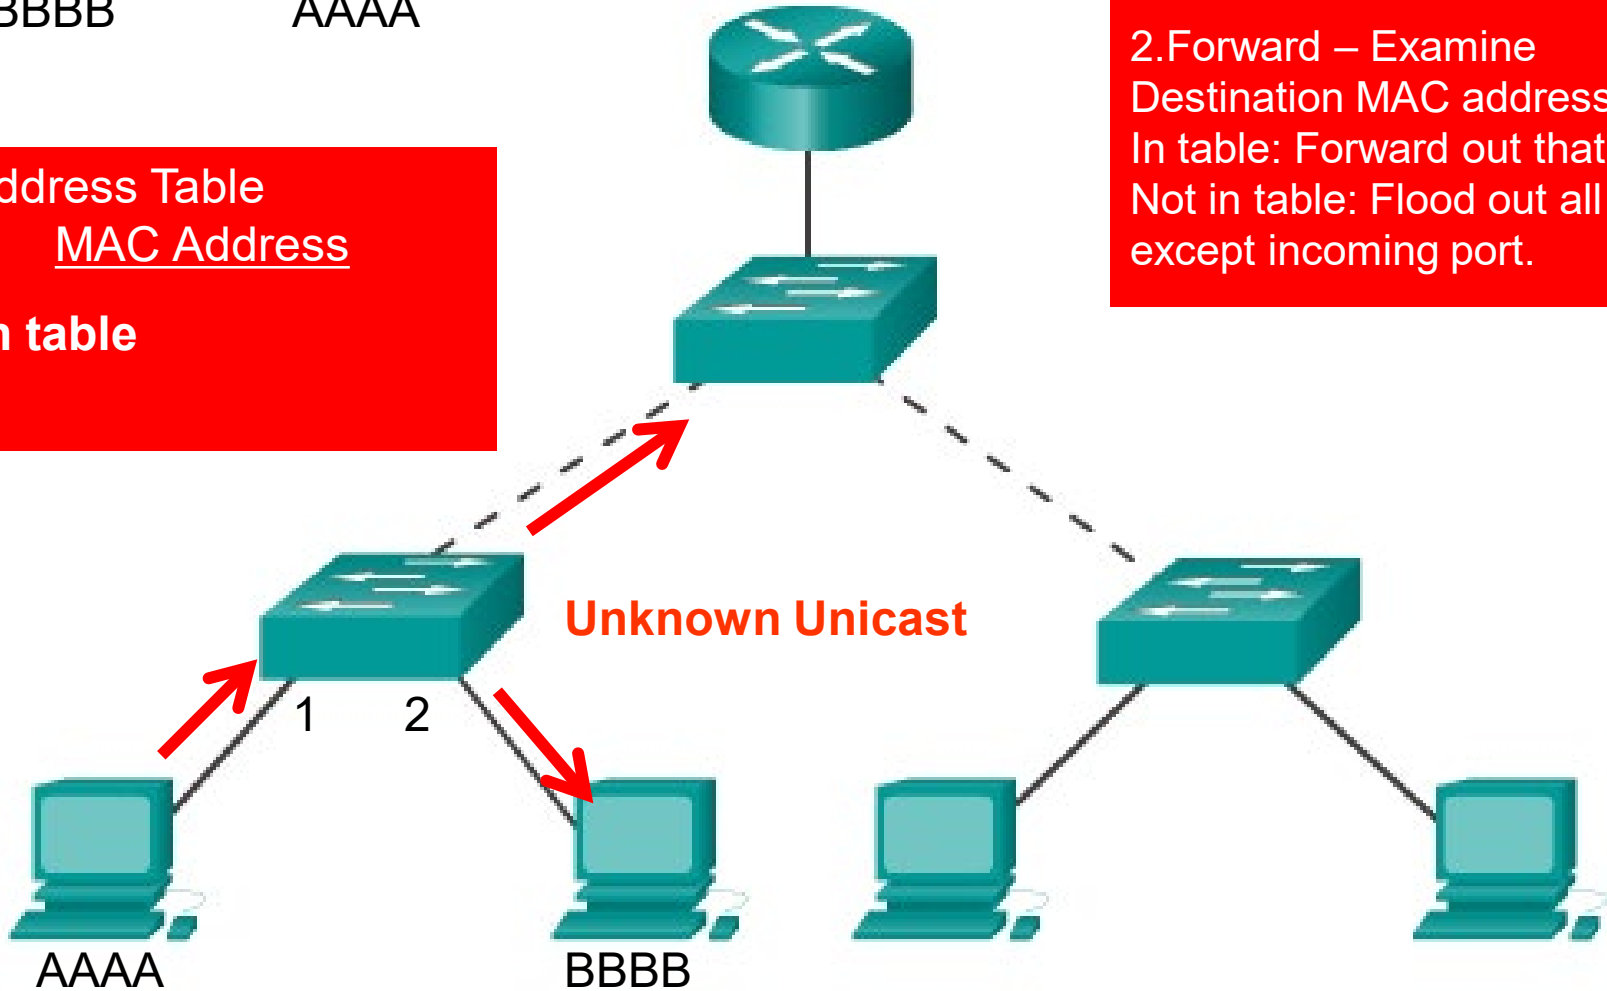 BBBB AAAA
2.Forward – Examine
Destination MAC address
In table: Forward out that
Not in table: Flood out all
except incoming port.
ddress Table
MAC Address
table
Unknown Unicast
1 2
AAAA BBBB